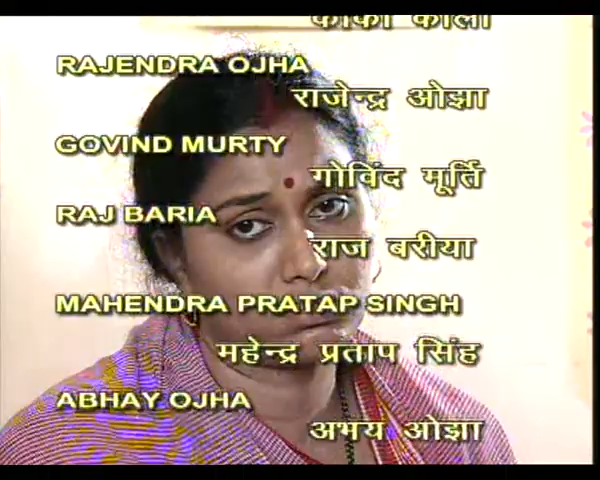 काका काला
RAJENDRA OJHA
राजेन्द्र ओझा
GOVIND MURTY
गोविंद मूर्ति
RAJ BARIA
राज बरीया
MAHENDRA PRATAP SINGH
महेन्द्र प्रताप सिंह
ABHAY OJHA
अभय ओझा